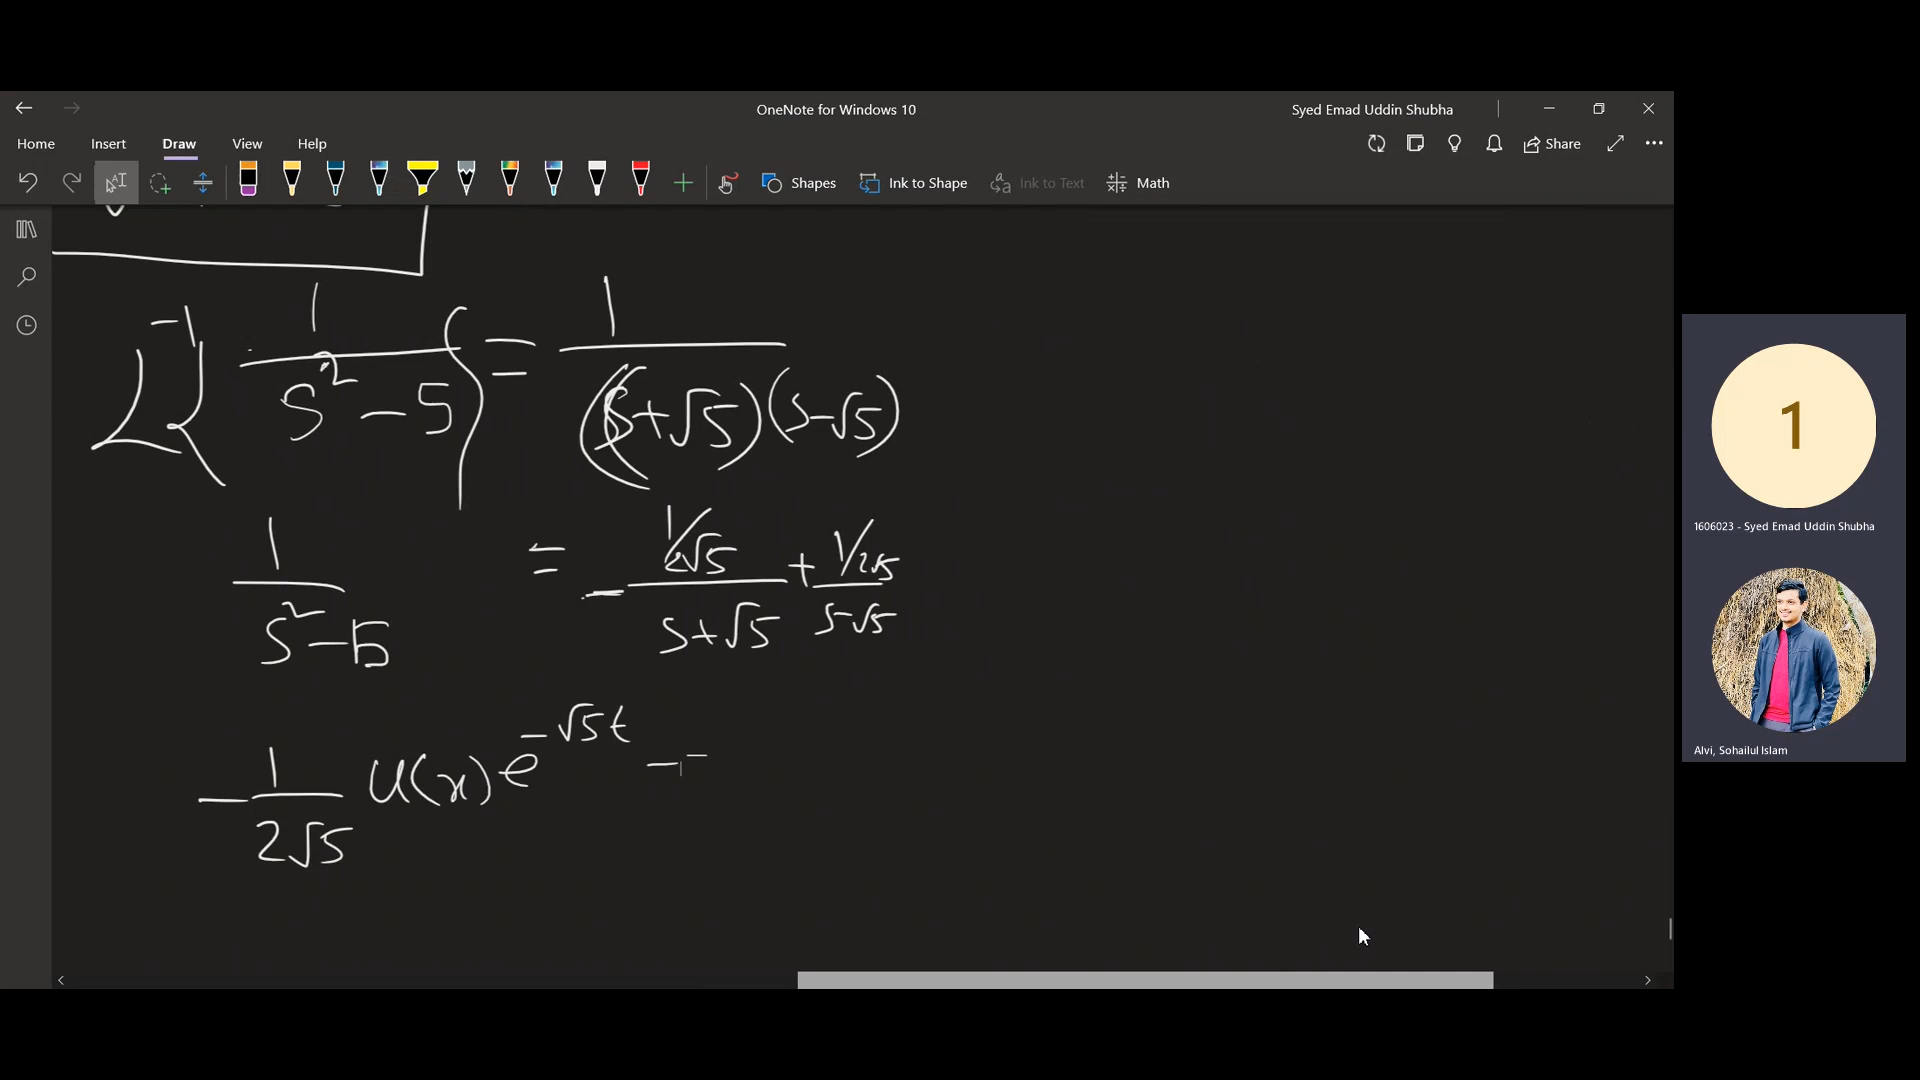 OneNote for Windows 10
Syed Emad Uddin Shubha
Home Insert Draw View Help
Share
Shapes Ink to Shape Ink to Text Math
L⁻¹{ 1/(s²-5) } = 1/((s+√5)(s-√5))
1/(s²-5) = - (1/2√5)/(s+√5) + (1/2√5)/(s-√5)
- 1/(2√5) u(x) e^(-√5t)
1
1606023 - Syed Emad Uddin Shubha
Alvi, Sohailul Islam